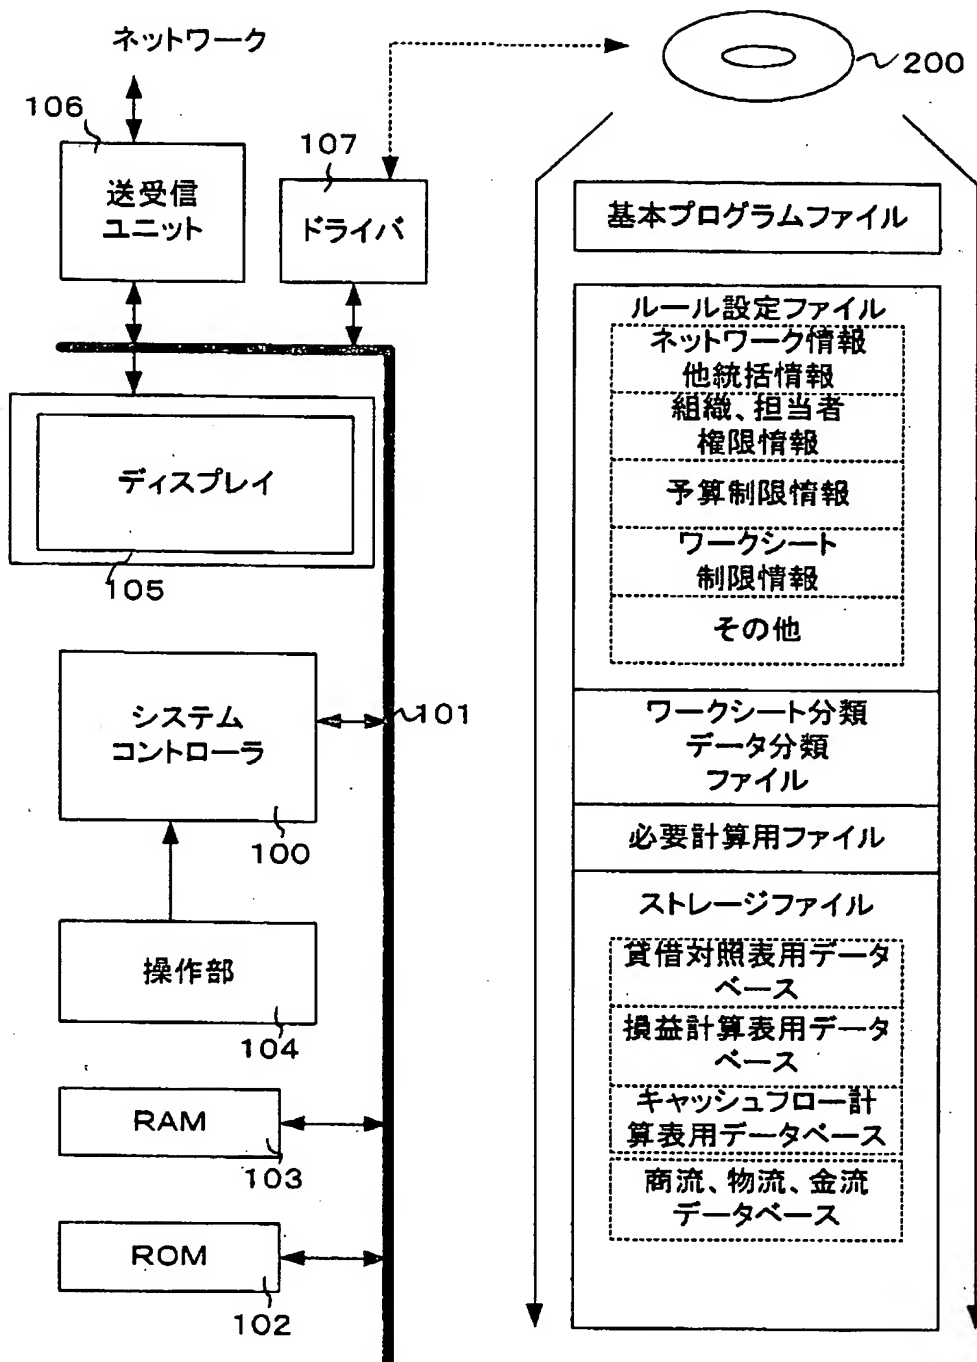 ネットワーク
106
送受信
ユニット
107
ドライバ
200
ディスプレイ
105
システム
コントローラ
100
101
操作部
104
RAM
103
ROM
102
基本プログラムファイル
ルール設定ファイル
ネットワーク情報
他統括情報
組織、担当者
権限情報
予算制限情報
ワークシート
制限情報
その他
ワークシート分類
データ分類
ファイル
必要計算用ファイル
ストレージファイル
貸借対照表用データ
ベース
損益計算表用データ
ベース
キャッシュフロー計
算表用データベース
商流、物流、金流
データベース